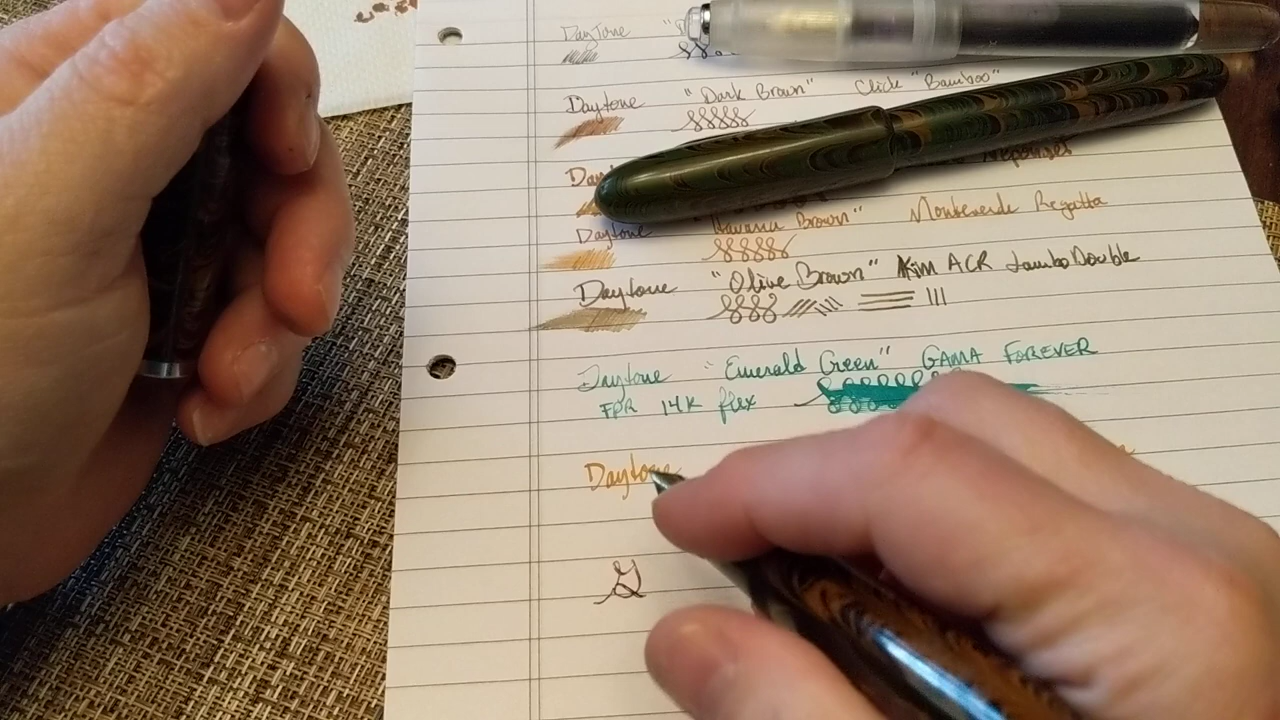 DayTone
Daytone "Dark Brown" Click "Bamboo"
Day
Daytone "Havana Brown" Monteverde Regatta
Daytone "Olive Brown" Kim ACR Jumbo Double
Daytone "Emerald Green" GAMA FOREVER
FPR 14K flex
Daytone
G